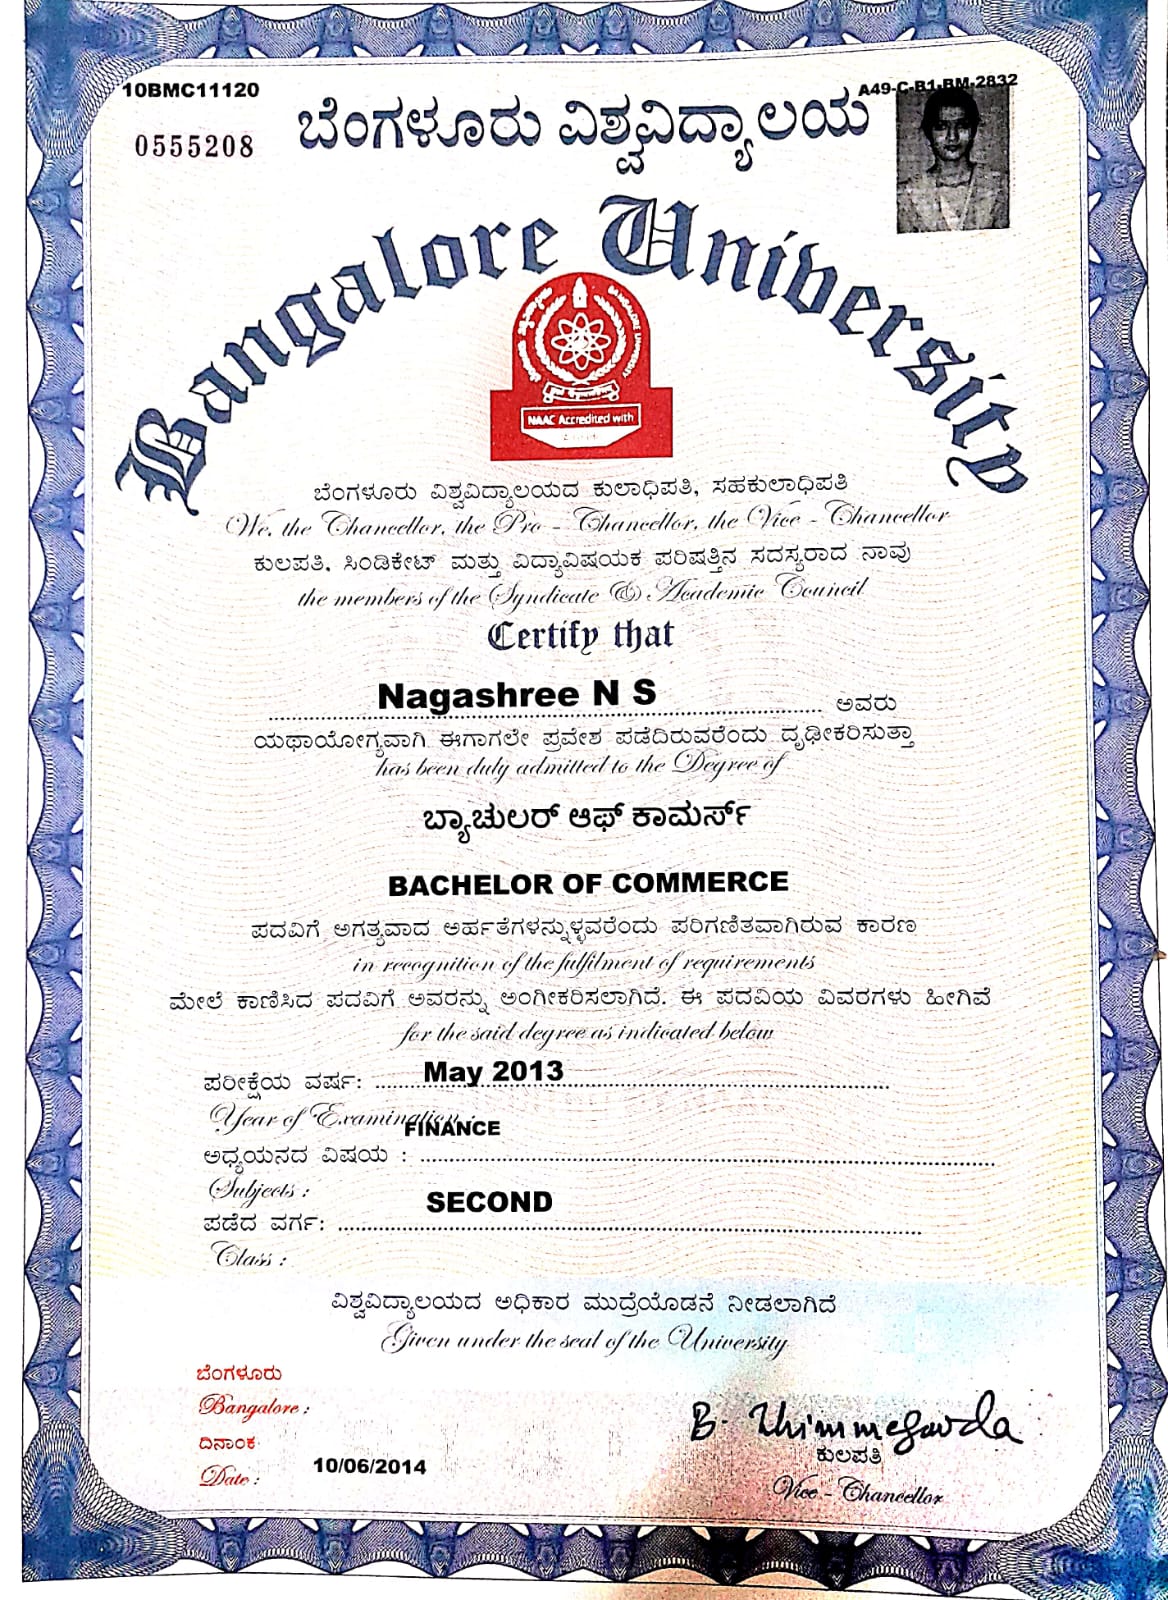 10BMC11120
A49-C-B1-BM-2832
0555208
ಬೆಂಗಳೂರು ವಿಶ್ವವಿದ್ಯಾಲಯ
Bangalore University
BANGALORE UNIVERSITY
NAAC Accredited with
ಬೆಂಗಳೂರು ವಿಶ್ವವಿದ್ಯಾಲಯದ ಕುಲಾಧಿಪತಿ, ಸಹಕುಲಾಧಿಪತಿ
We, the Chancellor, the Pro - Chancellor, the Vice - Chancellor
ಕುಲಪತಿ, ಸಿಂಡಿಕೇಟ್ ಮತ್ತು ವಿದ್ಯಾವಿಷಯಕ ಪರಿಷತ್ತಿನ ಸದಸ್ಯರಾದ ನಾವು
the members of the Syndicate & Academic Council
Certify that
Nagashree N S ಅವರು
ಯಥಾಯೋಗ್ಯವಾಗಿ ಈಗಾಗಲೇ ಪ್ರವೇಶ ಪಡೆದಿರುವರೆಂದು ದೃಢೀಕರಿಸುತ್ತಾ
has been duly admitted to the Degree of
ಬ್ಯಾಚುಲರ್ ಆಫ್ ಕಾಮರ್ಸ್
BACHELOR OF COMMERCE
ಪದವಿಗೆ ಅಗತ್ಯವಾದ ಅರ್ಹತೆಗಳನ್ನುಳ್ಳವರೆಂದು ಪರಿಗಣಿತವಾಗಿರುವ ಕಾರಣ
in recognition of the fulfilment of requirements
ಮೇಲೆ ಕಾಣಿಸಿದ ಪದವಿಗೆ ಅವರನ್ನು ಅಂಗೀಕರಿಸಲಾಗಿದೆ. ಈ ಪದವಿಯ ವಿವರಗಳು ಹೀಗಿವೆ
for the said degree as indicated below
ಪರೀಕ್ಷೆಯ ವರ್ಷ: May 2013
Year of Examination :
FINANCE
ಅಧ್ಯಯನದ ವಿಷಯ :
Subjects :
SECOND
ಪಡೆದ ವರ್ಗ:
Class :
ವಿಶ್ವವಿದ್ಯಾಲಯದ ಅಧಿಕಾರ ಮುದ್ರೆಯೊಡನೆ ನೀಡಲಾಗಿದೆ
Given under the seal of the University
ಬೆಂಗಳೂರು
Bangalore :
ದಿನಾಂಕ
Date : 10/06/2014
B. Thimmegowda
ಕುಲಪತಿ
Vice - Chancellor